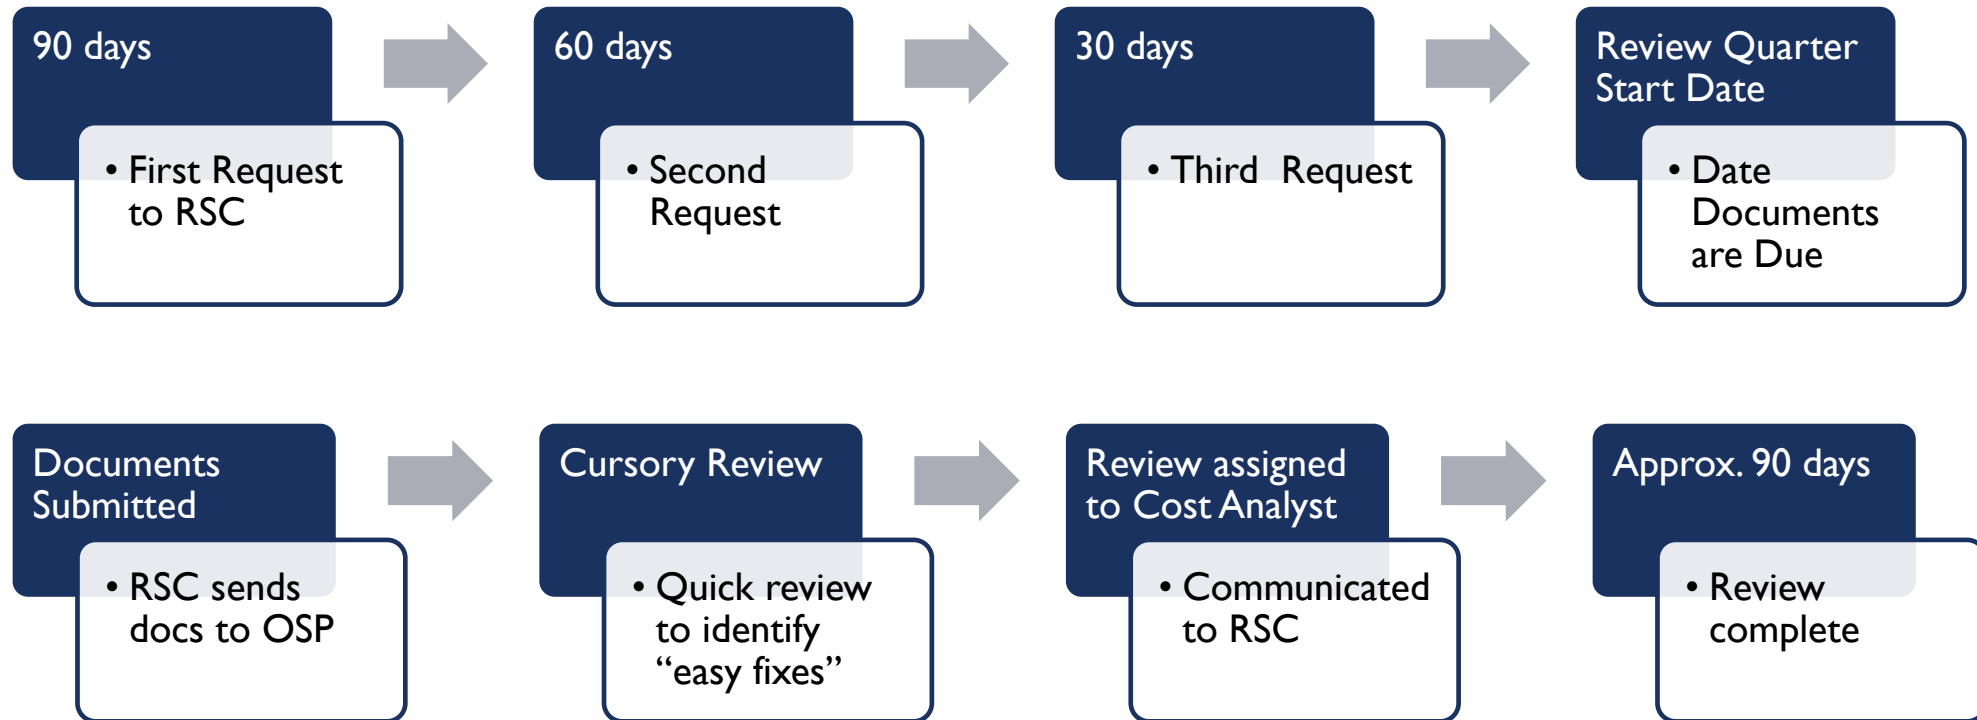 90 days
• First Request
to RSC
60 days
• Second
Request
30 days
• Third  Request
Review Quarter
Start Date
• Date
Documents
are Due
Documents
Submitted
• RSC sends
docs to OSP
Cursory Review
• Quick review
to identify
“easy fixes”
Review assigned
to Cost Analyst
• Communicated
to RSC
Approx. 90 days
• Review
complete